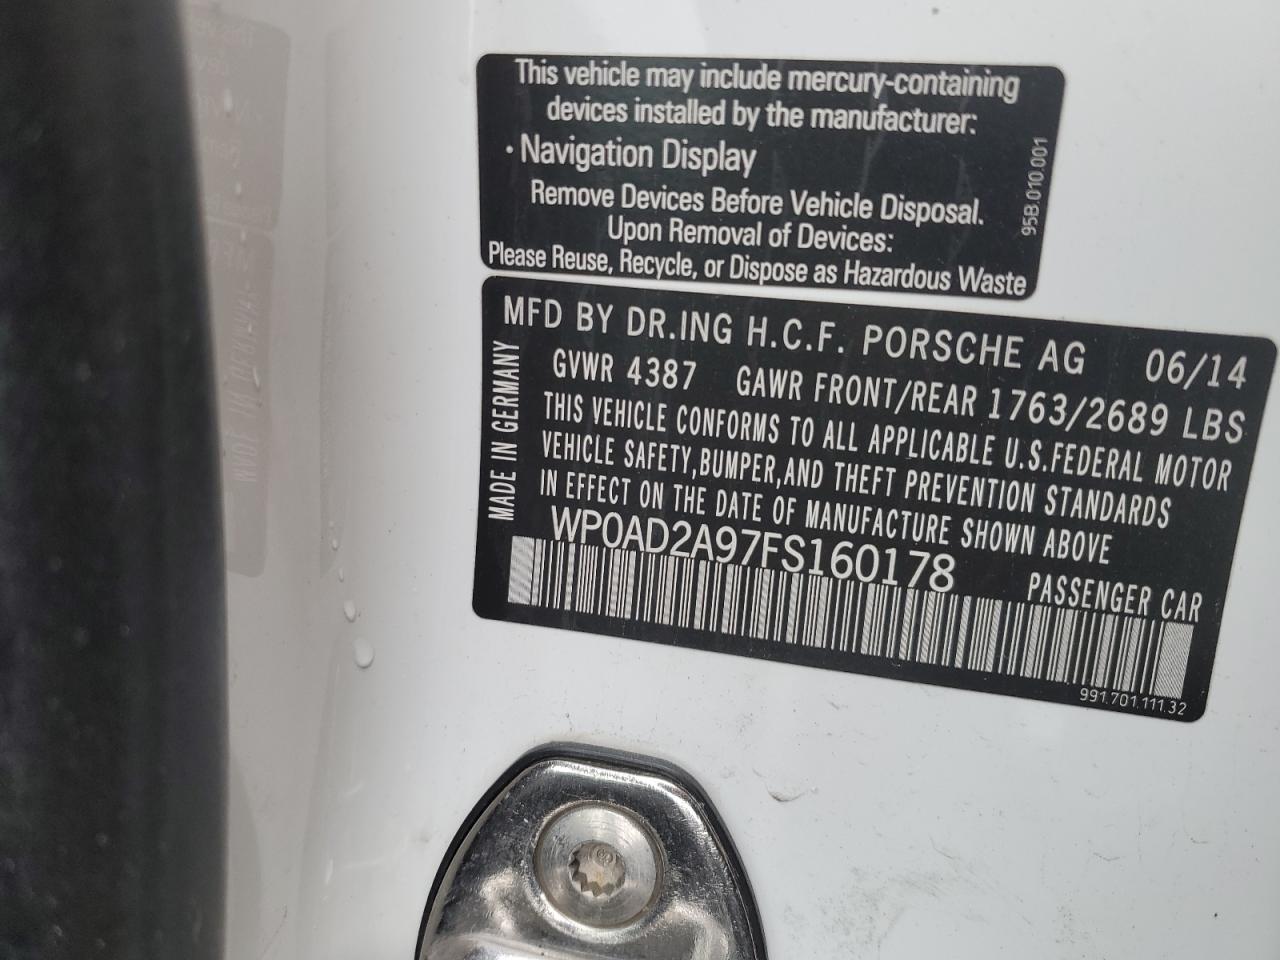 This vehicle may include mercury-containing
devices installed by the manufacturer:
· Navigation Display
Remove Devices Before Vehicle Disposal.
Upon Removal of Devices:
Please Reuse, Recycle, or Dispose as Hazardous Waste
95B.010.001
MFD BY DR.ING H.C.F. PORSCHE AG 06/14
GVWR 4387 GAWR FRONT/REAR 1763/2689 LBS
THIS VEHICLE CONFORMS TO ALL APPLICABLE U.S.FEDERAL MOTOR
VEHICLE SAFETY,BUMPER,AND THEFT PREVENTION STANDARDS
IN EFFECT ON THE DATE OF MANUFACTURE SHOWN ABOVE
MADE IN GERMANY
WP0AD2A97FS160178
PASSENGER CAR
991.701.111.32